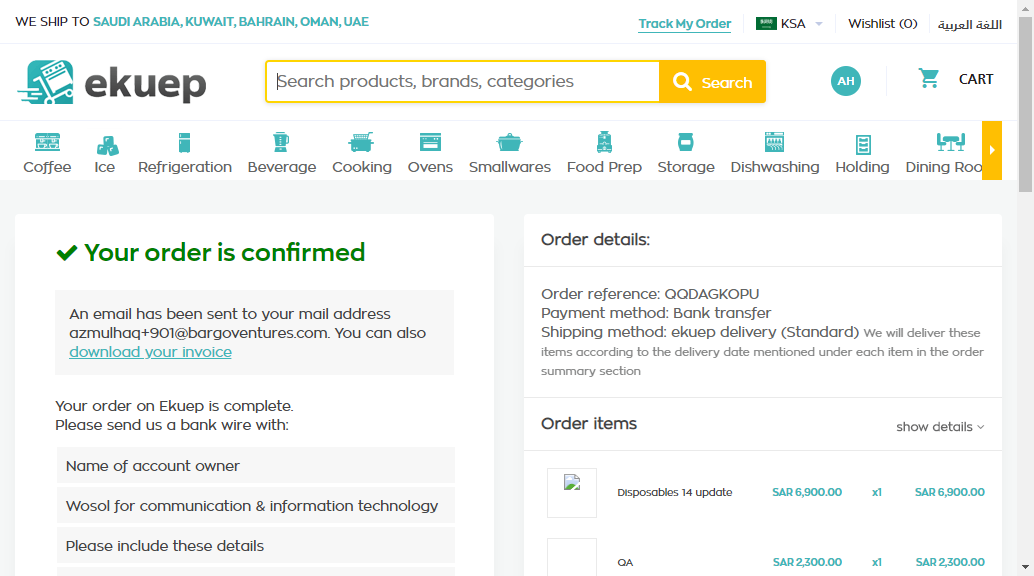 WE SHIP TO SAUDI ARABIA, KUWAIT, BAHRAIN, OMAN, UAE
Track My Order
KSA
Wishlist (0)
اللغة العربية
ekuep
Search products, brands, categories
Search
AH
CART
Coffee
Ice
Refrigeration
Beverage
Cooking
Ovens
Smallwares
Food Prep
Storage
Dishwashing
Holding
Dining Roo
Your order is confirmed
An email has been sent to your mail address
azmulhaq+901@bargoventures.com. You can also
download your invoice
Your order on Ekuep is complete.
Please send us a bank wire with:
Name of account owner
Wosol for communication & information technology
Please include these details
Order details:
Order reference: QQDAGKOPU
Payment method: Bank transfer
Shipping method: ekuep delivery (Standard) We will deliver these
items according to the delivery date mentioned under each item in the order
summary section
Order items
show details
Disposables 14 update SAR 6,900.00 x1 SAR 6,900.00
QA SAR 2,300.00 x1 SAR 2,300.00